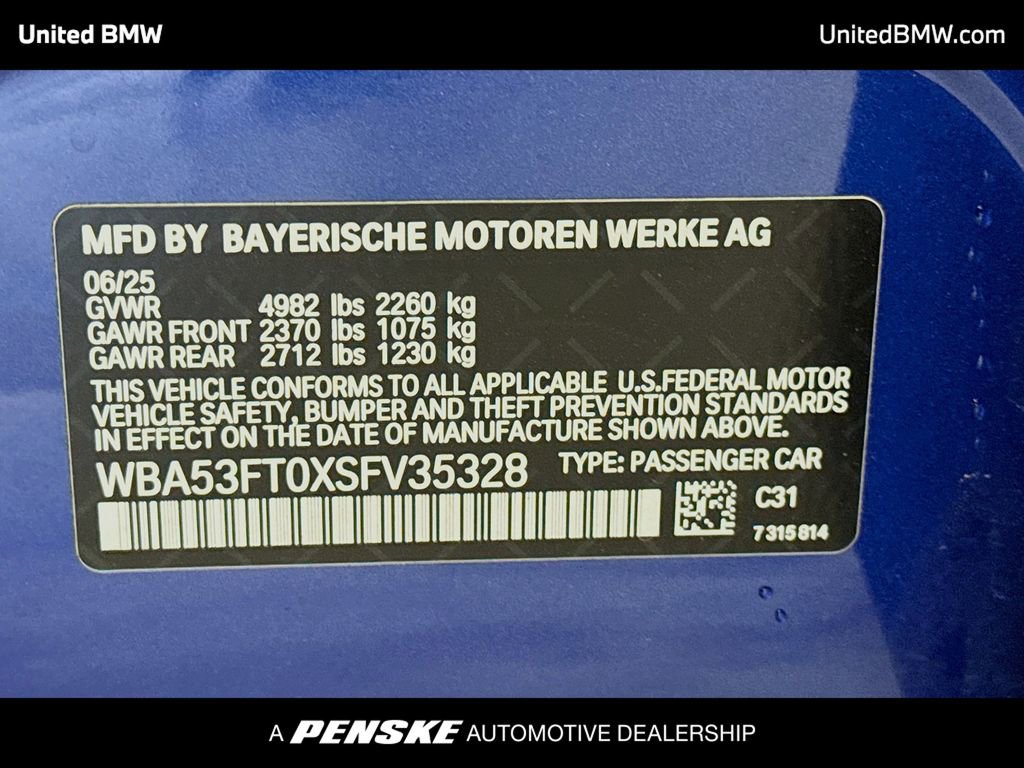 United BMW
UnitedBMW.com
MFD BY BAYERISCHE MOTOREN WERKE AG
06/25
GVWR 4982 lbs 2260 kg
GAWR FRONT 2370 lbs 1075 kg
GAWR REAR 2712 lbs 1230 kg
THIS VEHICLE CONFORMS TO ALL APPLICABLE U.S.FEDERAL MOTOR
VEHICLE SAFETY, BUMPER AND THEFT PREVENTION STANDARDS
IN EFFECT ON THE DATE OF MANUFACTURE SHOWN ABOVE.
WBA53FT0XSFV35328 TYPE: PASSENGER CAR
C31
7315814
A PENSKE AUTOMOTIVE DEALERSHIP